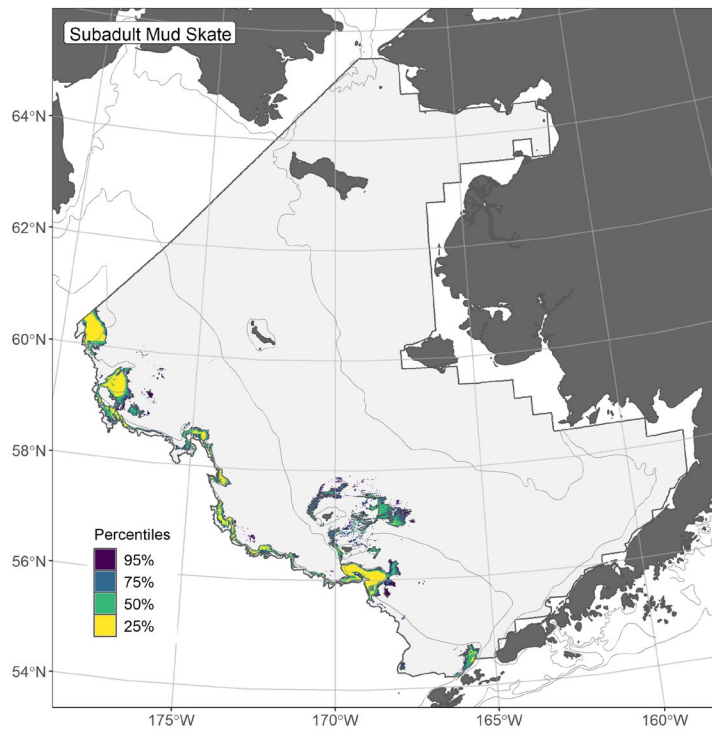 Subadult Mud Skate
64°N
62°N
60°N
58°N
56°N
54°N
Percentiles
95%
75%
50%
25%
175°W
170°W
165°W
160°W